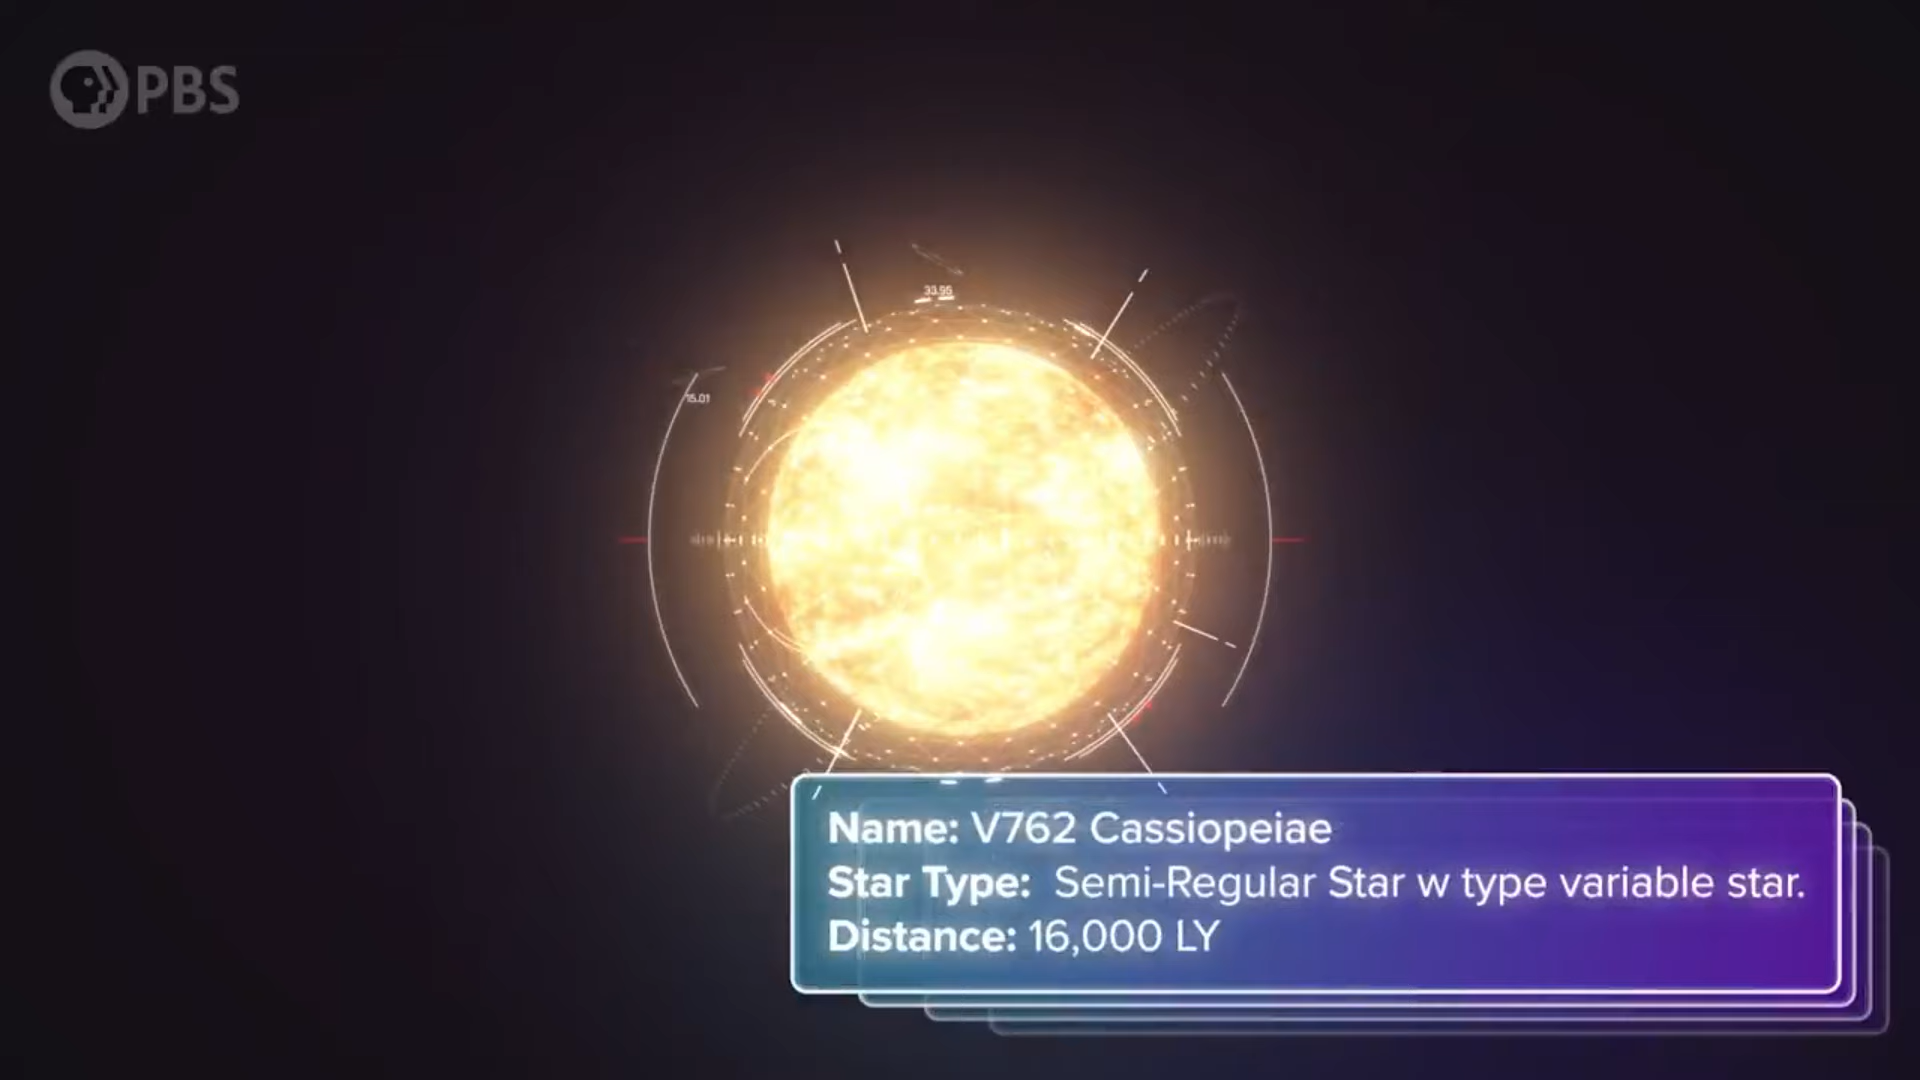 PBS
33.95
15.01
Name: V762 Cassiopeiae
Star Type: Semi-Regular Star w type variable star.
Distance: 16,000 LY